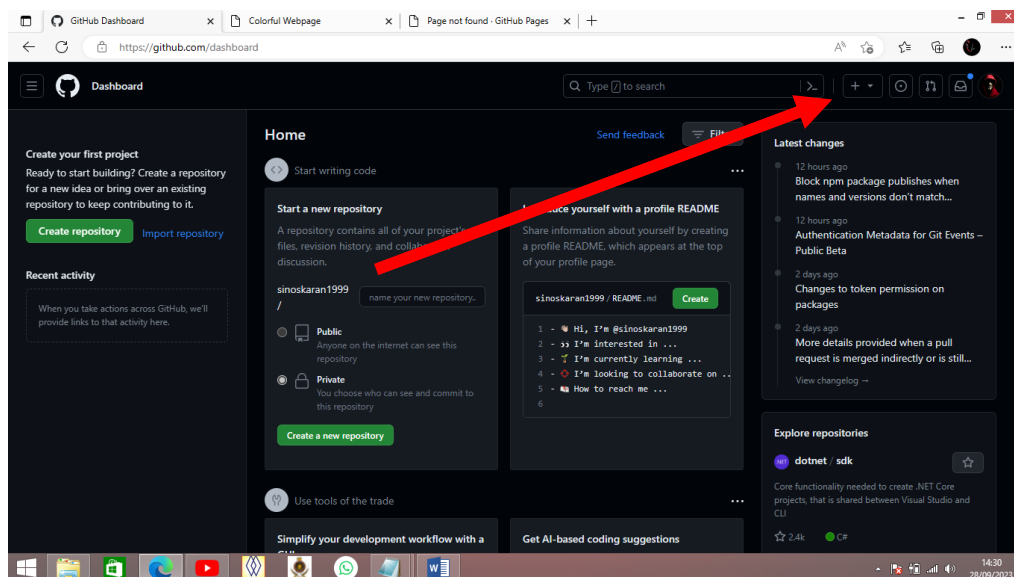 GitHub Dashboard
Colorful Webpage
Page not found · GitHub Pages
https://github.com/dashboard
Dashboard
Type / to search
Create your first project
Ready to start building? Create a repository
for a new idea or bring over an existing
repository to keep contributing to it.
Create repository
Import repository
Recent activity
When you take actions across GitHub, we'll
provide links to that activity here.
Home
Send feedback
Start writing code
Start a new repository
A repository contains all of your project's
files, revision history, and
discussion.
sinoskaran1999
/
name your new repository..
Public
Anyone on the internet can see this
repository
Private
You choose who can see and commit to
this repository
Create a new repository
yourself with a profile README
Share information about yourself by creating
a profile README, which appears at the top
of your profile page.
sinoskaran1999 / README.md
Create
1 - 👋 Hi, I'm @sinoskaran1999
2 - 👀 I'm interested in ...
3 - 🌱 I'm currently learning ...
4 - 💞️ I'm looking to collaborate on ..
5 - 📫 How to reach me ...
6
Use tools of the trade
Simplify your development workflow with a
Get AI-based coding suggestions
Latest changes
12 hours ago
Block npm package publishes when
names and versions don't match...
12 hours ago
Authentication Metadata for Git Events –
Public Beta
2 days ago
Changes to token permission on
packages
2 days ago
More details provided when a pull
request is merged indirectly or is still...
View changelog →
Explore repositories
.NET
dotnet / sdk
Core functionality needed to create .NET Core
projects, that is shared between Visual Studio and
CLI
2.4k
C#
14:30
28/09/2023